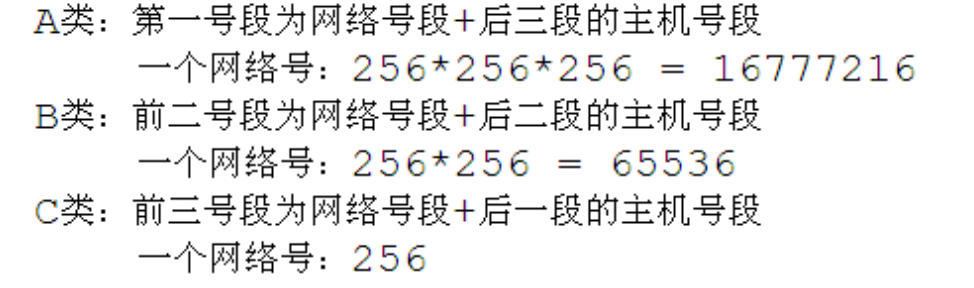 A类：第一号段为网络号段+后三段的主机号段
一个网络号：256*256*256 = 16777216
B类：前二号段为网络号段+后二段的主机号段
一个网络号：256*256 = 65536
C类：前三号段为网络号段+后一段的主机号段
一个网络号：256